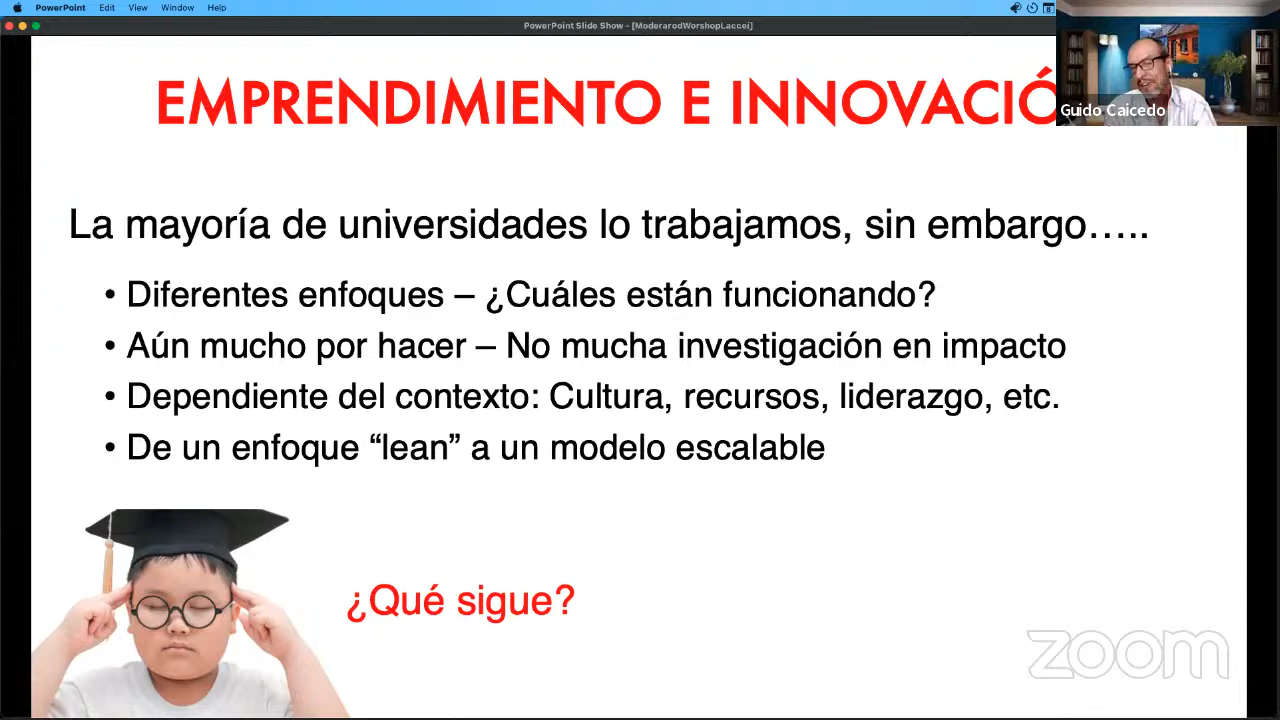 PowerPoint Edit View Window Help
PowerPoint Slide Show - [ModerarodWorshopLaccei]
EMPRENDIMIENTO E INNOVACIÓ
Guido Caicedo
La mayoría de universidades lo trabajamos, sin embargo…..
• Diferentes enfoques – ¿Cuáles están funcionando?
• Aún mucho por hacer – No mucha investigación en impacto
• Dependiente del contexto: Cultura, recursos, liderazgo, etc.
• De un enfoque “lean” a un modelo escalable
¿Qué sigue?
zoom